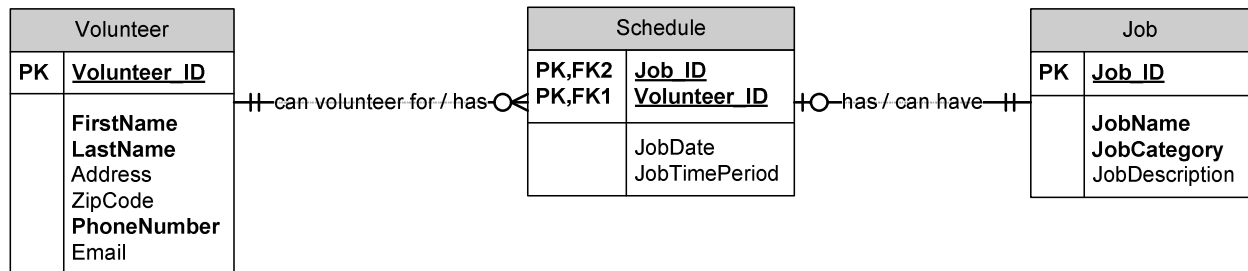 Volunteer
PK Volunteer_ID
FirstName
LastName
Address
ZipCode
PhoneNumber
Email
can volunteer for / has
Schedule
PK,FK2 Job_ID
PK,FK1 Volunteer_ID
JobDate
JobTimePeriod
has / can have
Job
PK Job_ID
JobName
JobCategory
JobDescription